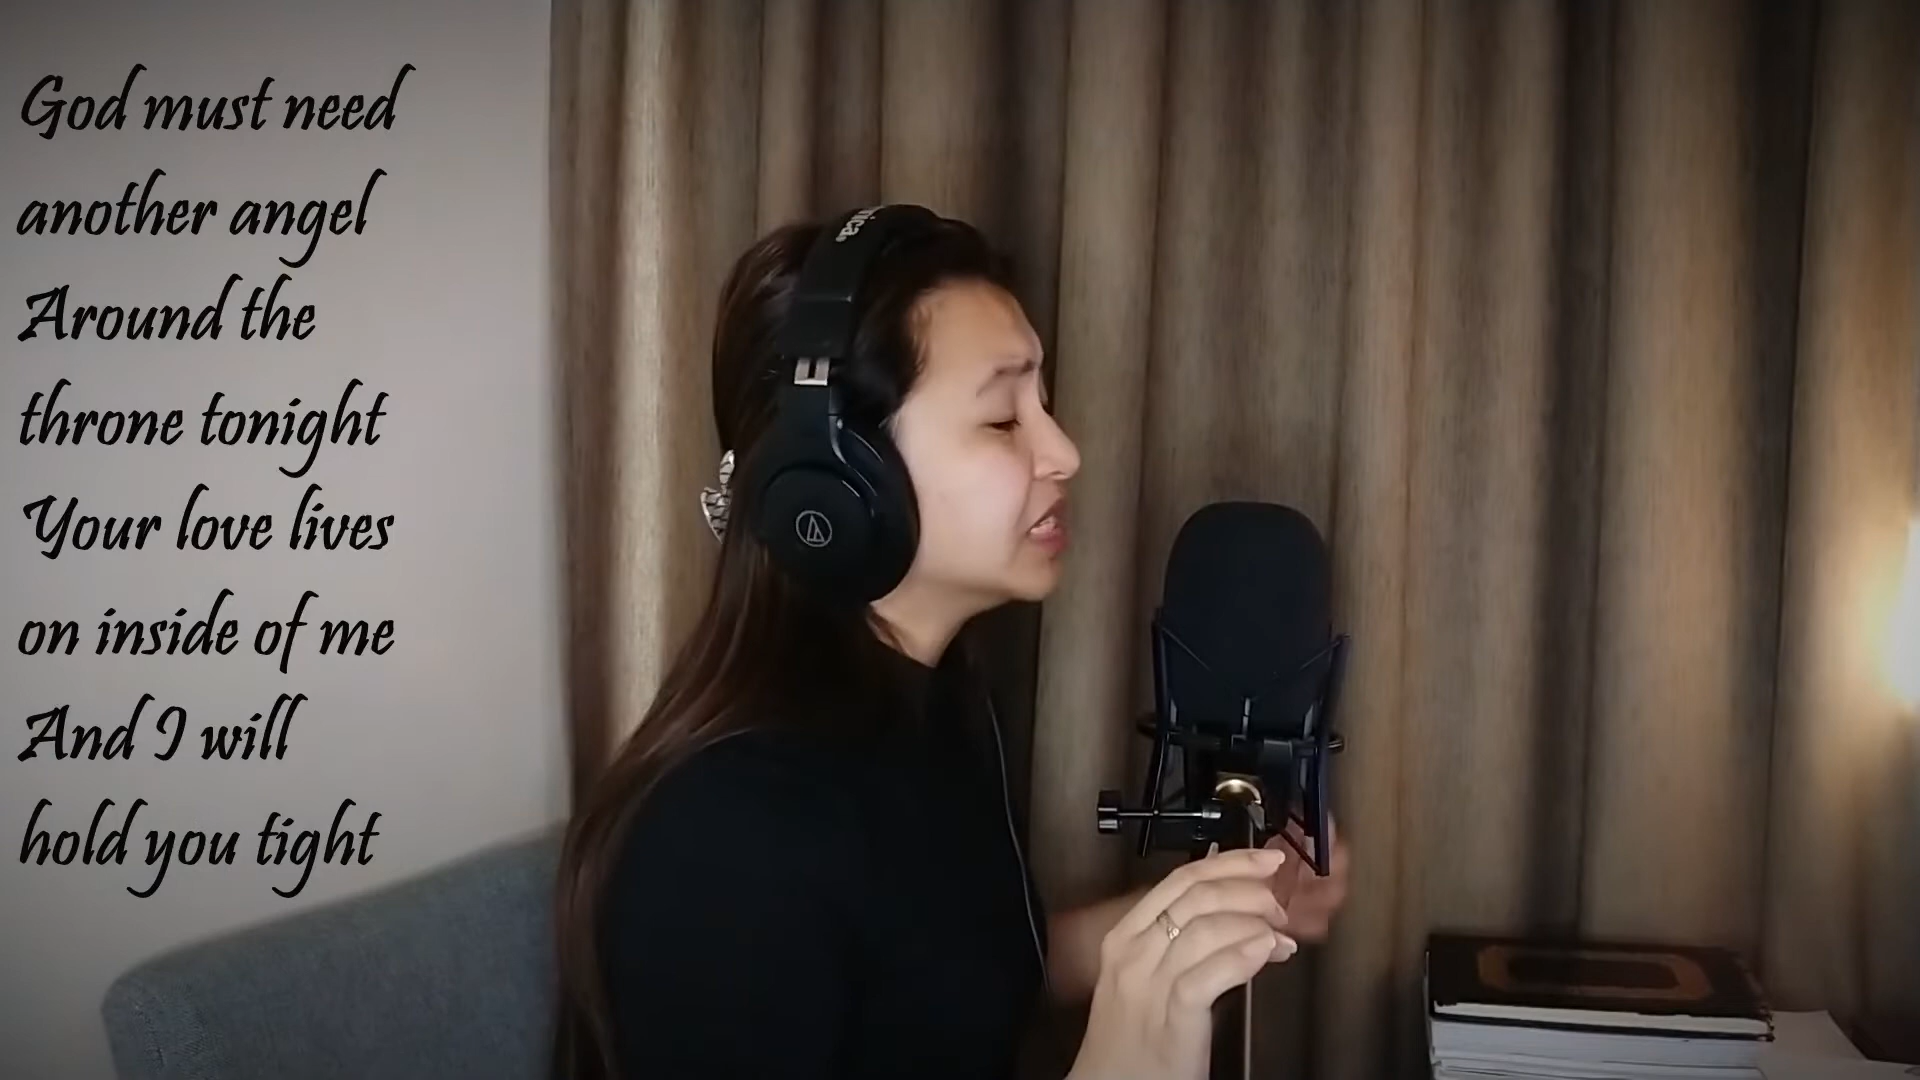 God must need
another angel
Around the
throne tonight
Your love lives
on inside of me
And I will
hold you tight
nica